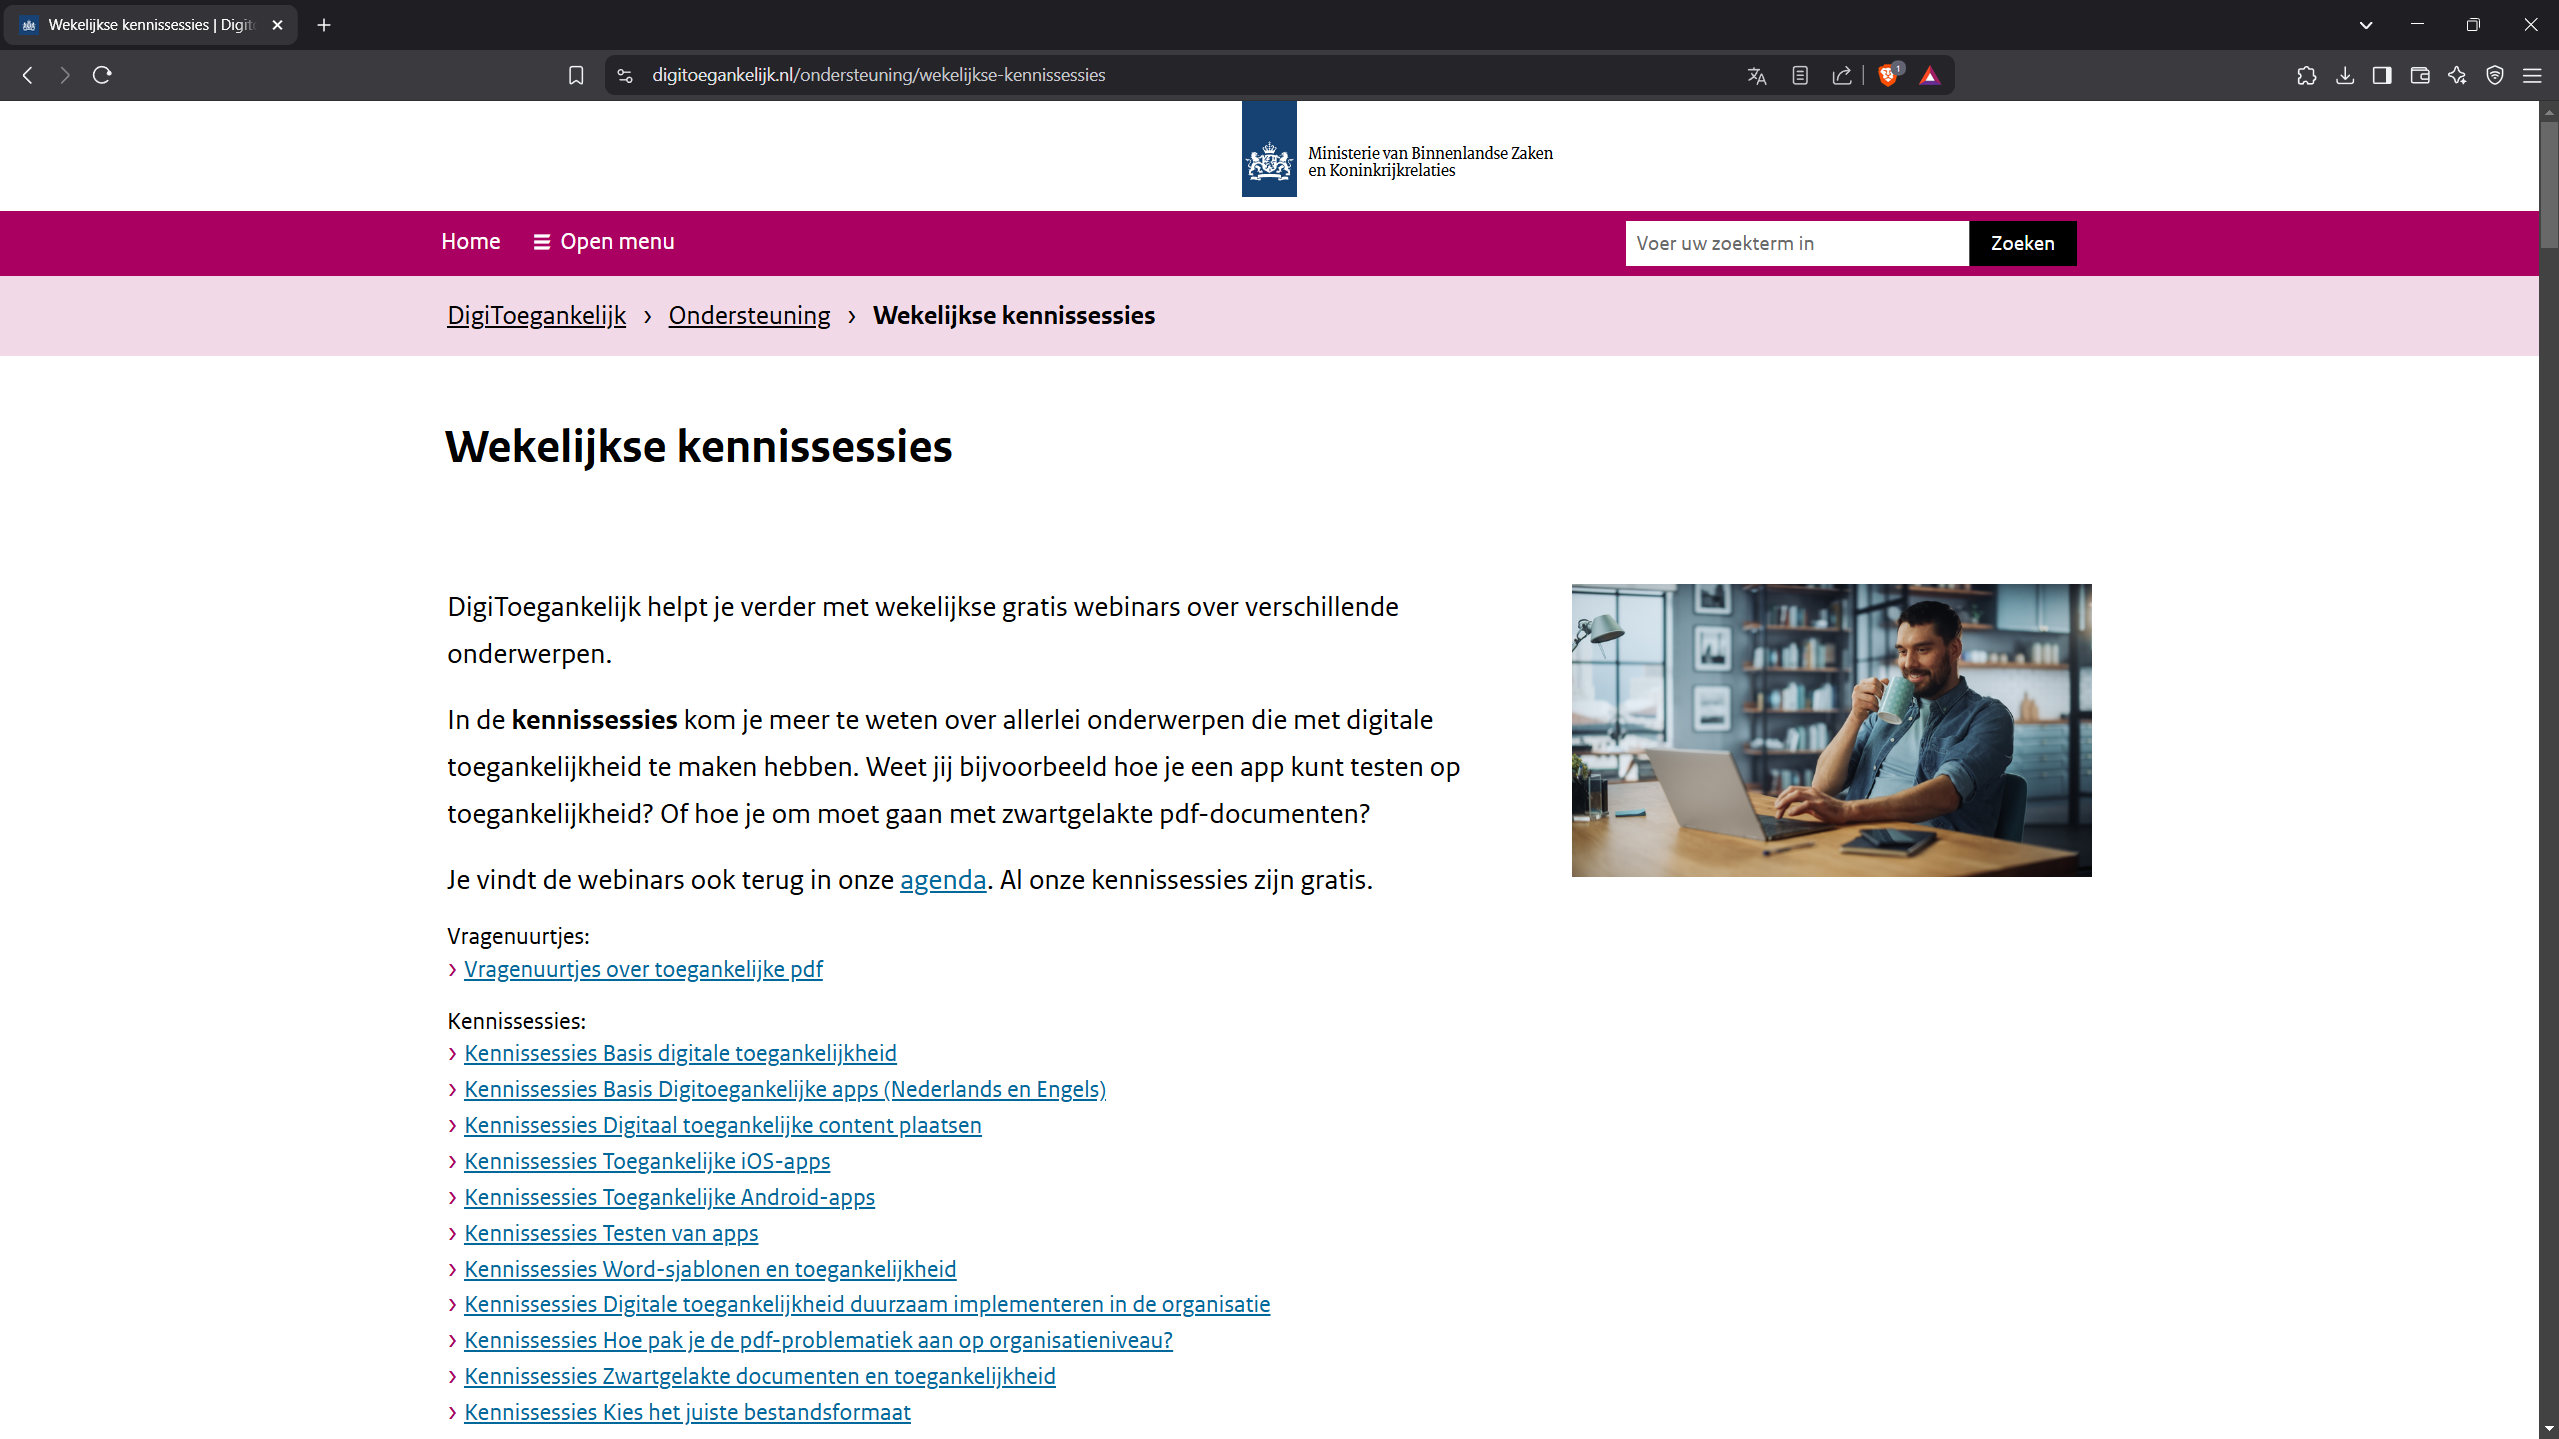 Wekelijkse kennissessies | Digit
digitoegankelijk.nl/ondersteuning/wekelijkse-kennissessies
1
Ministerie van Binnenlandse Zaken
en Koninkrijkrelaties
Home
Open menu
Voer uw zoekterm in
Zoeken
DigiToegankelijk › Ondersteuning › Wekelijkse kennissessies
Wekelijkse kennissessies
DigiToegankelijk helpt je verder met wekelijkse gratis webinars over verschillende
onderwerpen.
In de kennissessies kom je meer te weten over allerlei onderwerpen die met digitale
toegankelijkheid te maken hebben. Weet jij bijvoorbeeld hoe je een app kunt testen op
toegankelijkheid? Of hoe je om moet gaan met zwartgelakte pdf-documenten?
Je vindt de webinars ook terug in onze agenda. Al onze kennissessies zijn gratis.
Vragenuurtjes:
› Vragenuurtjes over toegankelijke pdf
Kennissessies:
› Kennissessies Basis digitale toegankelijkheid
› Kennissessies Basis Digitoegankelijke apps (Nederlands en Engels)
› Kennissessies Digitaal toegankelijke content plaatsen
› Kennissessies Toegankelijke iOS-apps
› Kennissessies Toegankelijke Android-apps
› Kennissessies Testen van apps
› Kennissessies Word-sjablonen en toegankelijkheid
› Kennissessies Digitale toegankelijkheid duurzaam implementeren in de organisatie
› Kennissessies Hoe pak je de pdf-problematiek aan op organisatieniveau?
› Kennissessies Zwartgelakte documenten en toegankelijkheid
› Kennissessies Kies het juiste bestandsformaat